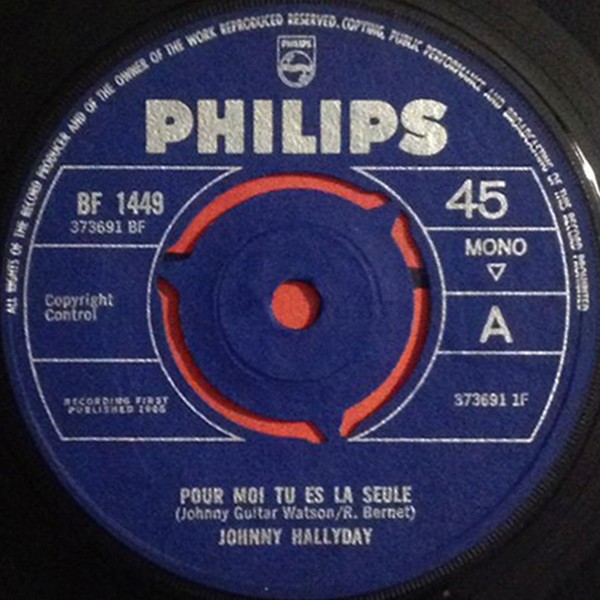 ALL RIGHTS OF THE RECORD PRODUCER AND OF THE OWNER OF THE WORK REPRODUCED RESERVED. COPYING, PUBLIC PERFORMANCE AND BROADCASTING OF THIS RECORD PROHIBITED
PHILIPS
PHILIPS
BF 1449
373691 BF
45
MONO
Copyright
Control
A
RECORDING FIRST
PUBLISHED 1965
373691 1F
POUR MOI TU ES LA SEULE
(Johnny Guitar Watson/R. Bernet)
JOHNNY HALLYDAY